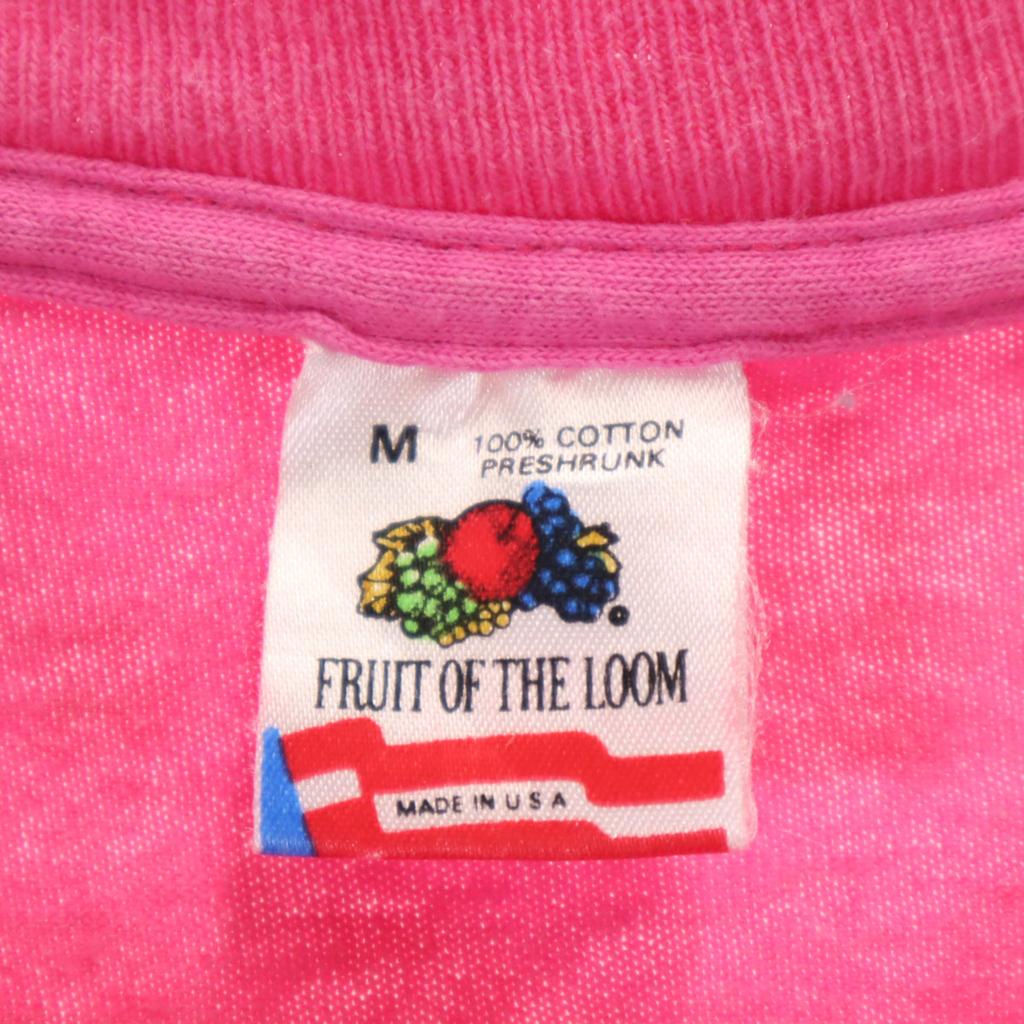 M 100% COTTON
PRESHRUNK
FRUIT OF THE LOOM
MADE IN U S A